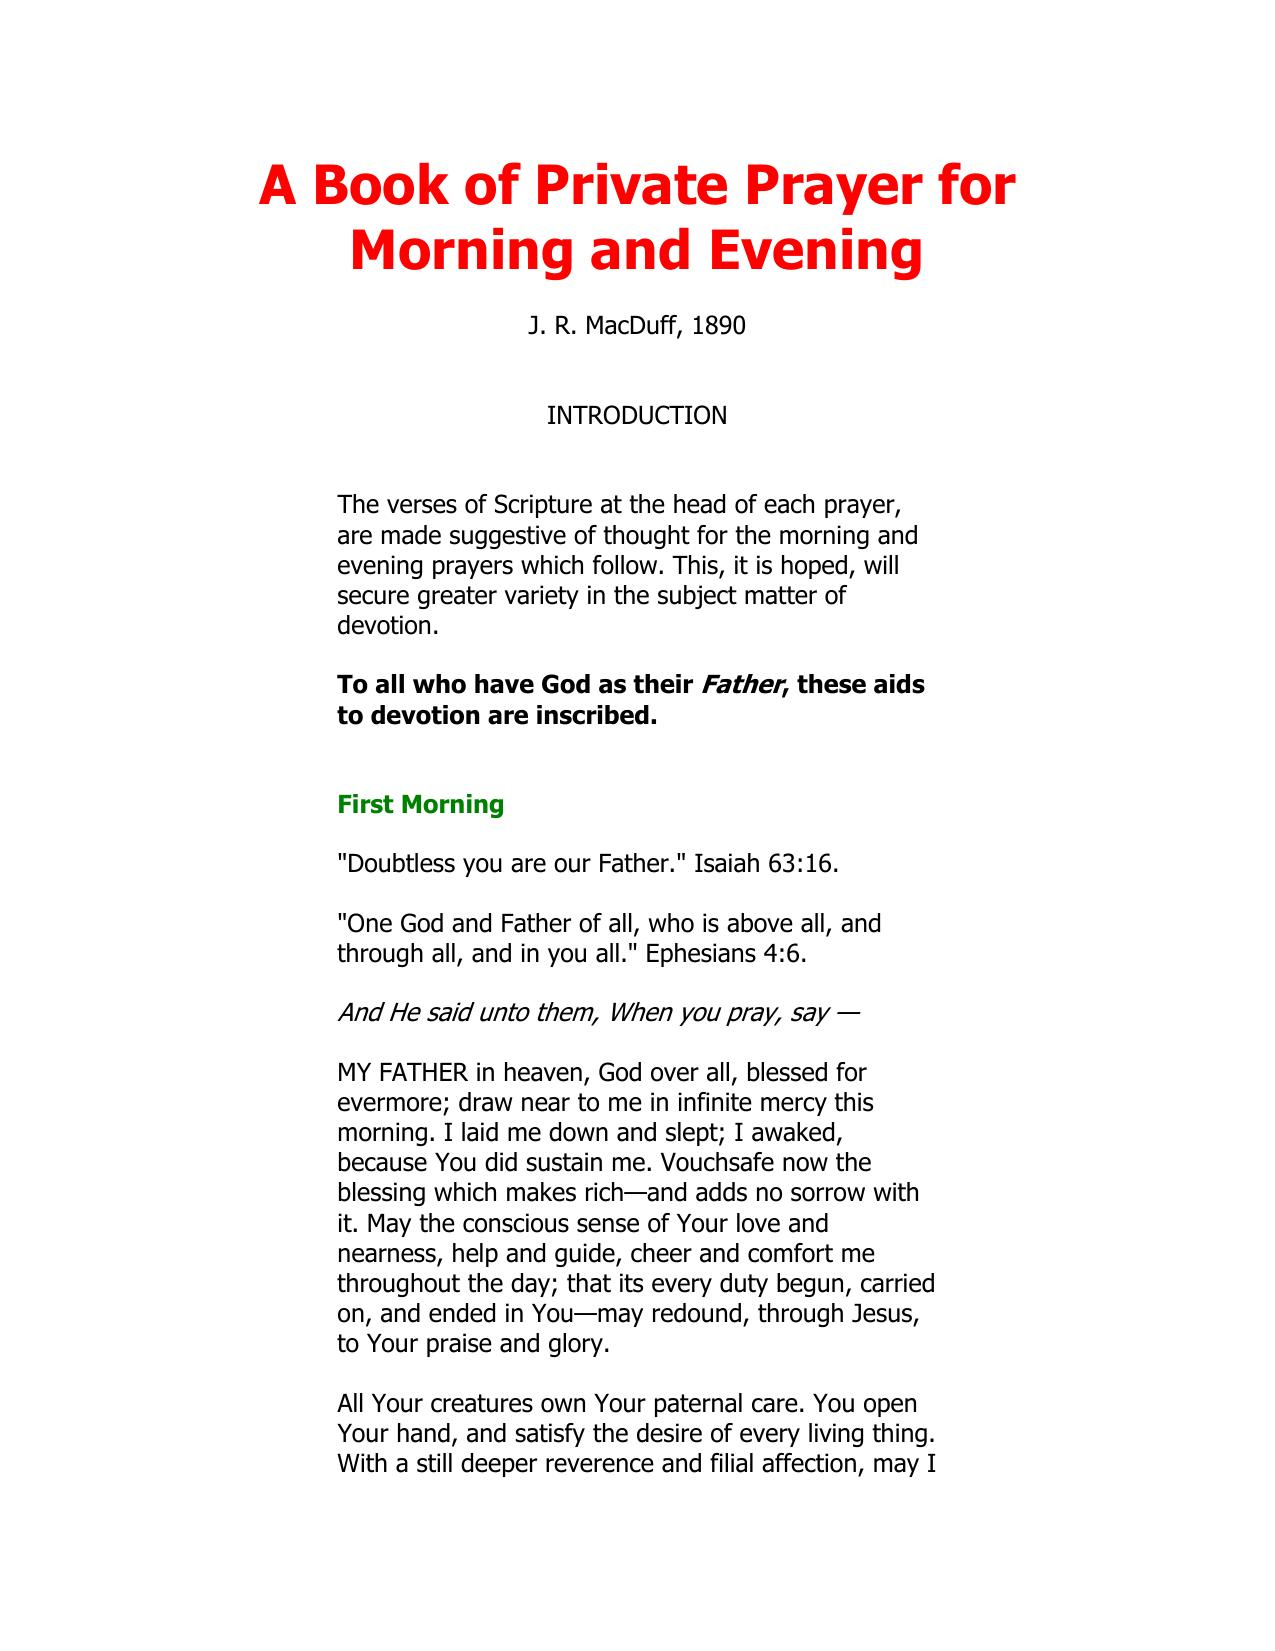 A Book of Private Prayer for
Morning and Evening
J. R. MacDuff, 1890
INTRODUCTION
The verses of Scripture at the head of each prayer,
are made suggestive of thought for the morning and
evening prayers which follow. This, it is hoped, will
secure greater variety in the subject matter of
devotion.
To all who have God as their Father, these aids
to devotion are inscribed.
First Morning
"Doubtless you are our Father." Isaiah 63:16.
"One God and Father of all, who is above all, and
through all, and in you all." Ephesians 4:6.
And He said unto them, When you pray, say —
MY FATHER in heaven, God over all, blessed for
evermore; draw near to me in infinite mercy this
morning. I laid me down and slept; I awaked,
because You did sustain me. Vouchsafe now the
blessing which makes rich—and adds no sorrow with
it. May the conscious sense of Your love and
nearness, help and guide, cheer and comfort me
throughout the day; that its every duty begun, carried
on, and ended in You—may redound, through Jesus,
to Your praise and glory.
All Your creatures own Your paternal care. You open
Your hand, and satisfy the desire of every living thing.
With a still deeper reverence and filial affection, may I